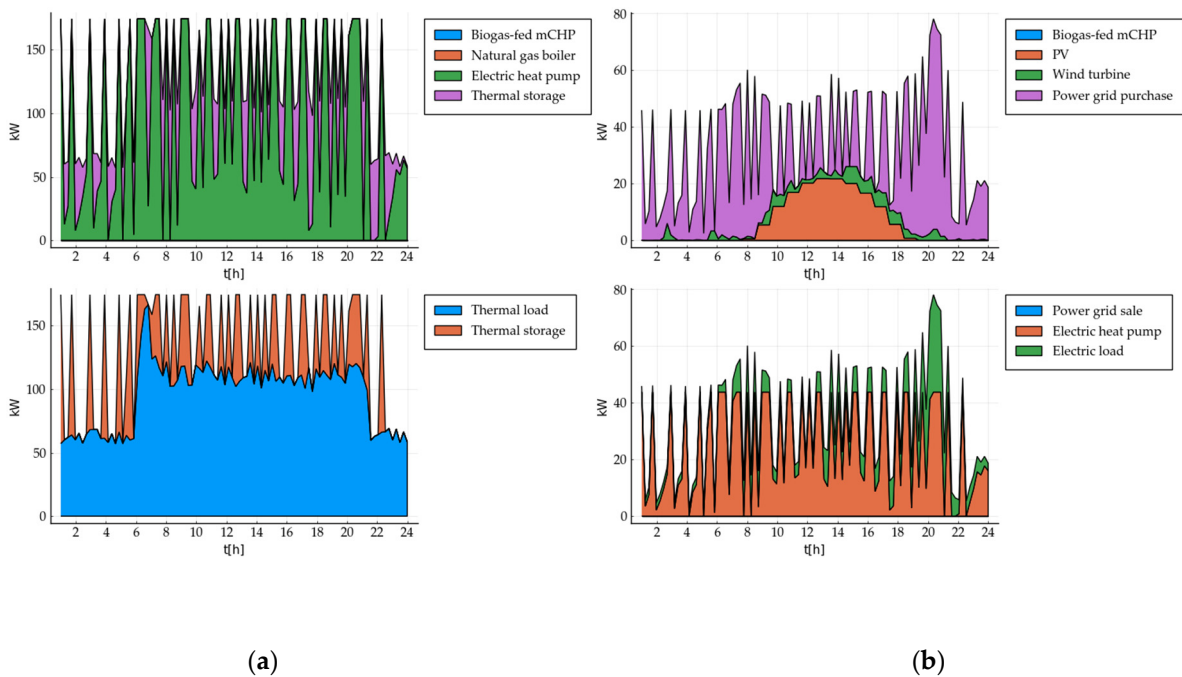 150
100
50
0
kW
2 4 6 8 10 12 14 16 18 20 22 24
t[h]
Biogas-fed mCHP
Natural gas boiler
Electric heat pump
Thermal storage
80
60
40
20
0
kW
2 4 6 8 10 12 14 16 18 20 22 24
t[h]
Biogas-fed mCHP
PV
Wind turbine
Power grid purchase
150
100
50
0
kW
2 4 6 8 10 12 14 16 18 20 22 24
t[h]
Thermal load
Thermal storage
80
60
40
20
0
kW
2 4 6 8 10 12 14 16 18 20 22 24
t[h]
Power grid sale
Electric heat pump
Electric load
(a)
(b)